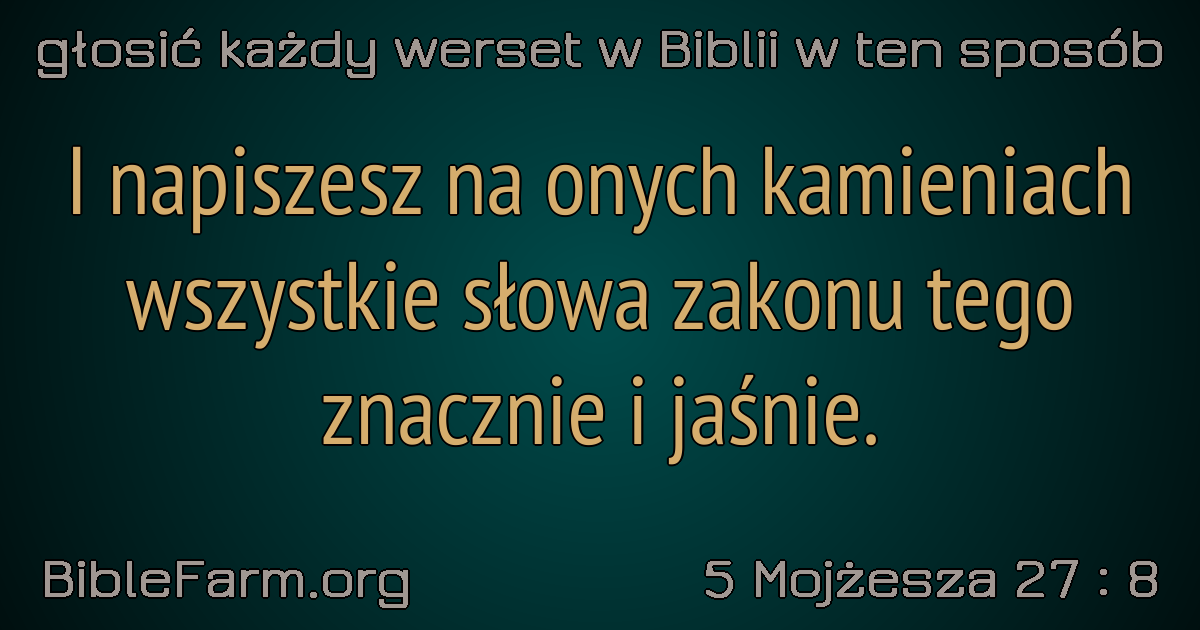 głosić każdy werset w Biblii w ten sposób
I napiszesz na onych kamieniach
wszystkie słowa zakonu tego
znacznie i jaśnie.
BibleFarm.org
5 Mojżesza 27 : 8